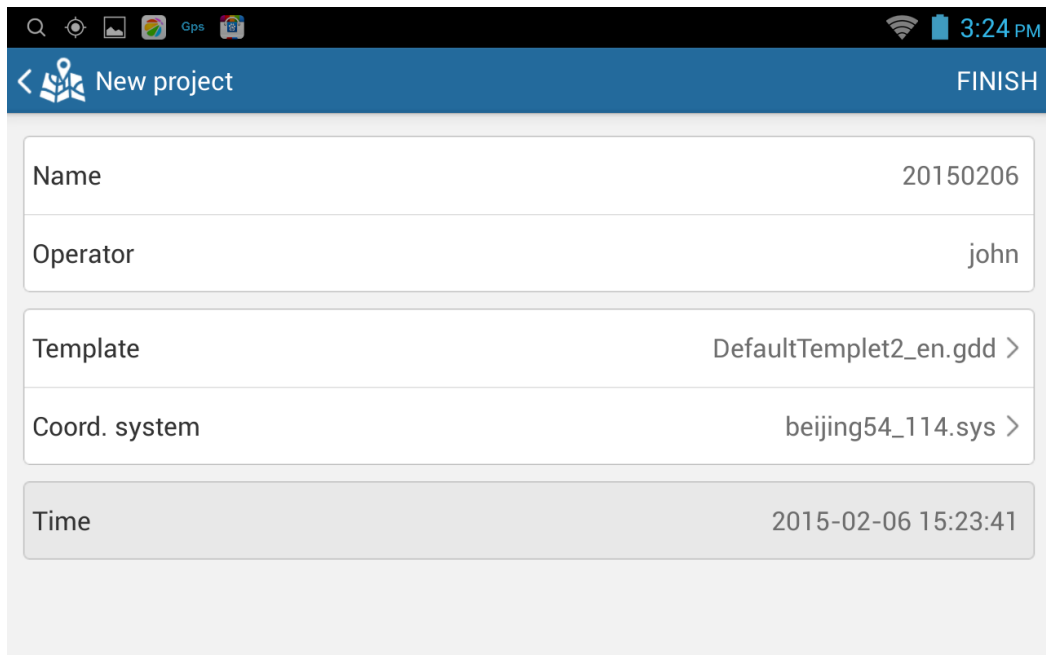 Gps 3:24 PM
New project FINISH
Name 20150206
Operator john
Template DefaultTemplet2_en.gdd
Coord. system beijing54_114.sys
Time 2015-02-06 15:23:41